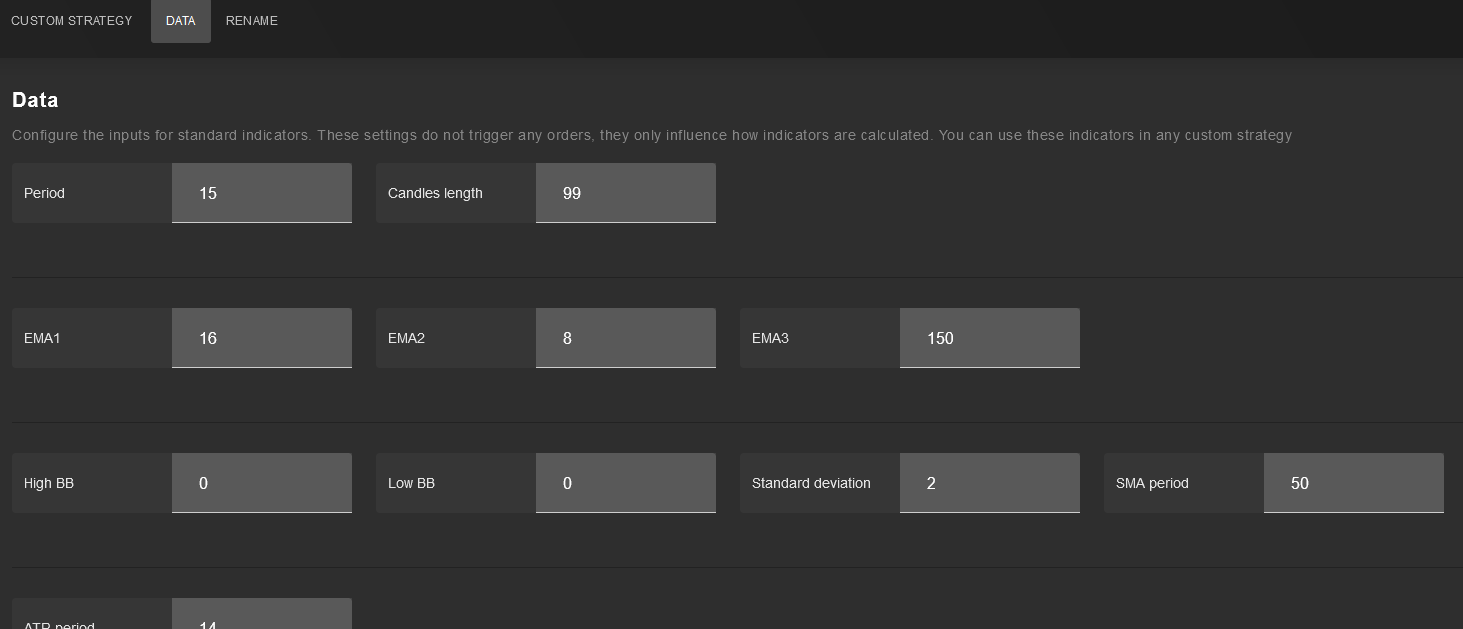 CUSTOM STRATEGY DATA RENAME
Data
Configure the inputs for standard indicators. These settings do not trigger any orders, they only influence how indicators are calculated. You can use these indicators in any custom strategy
Period 15 Candles length 99
EMA1 16 EMA2 8 EMA3 150
High BB 0 Low BB 0 Standard deviation 2 SMA period 50
ATR period 14